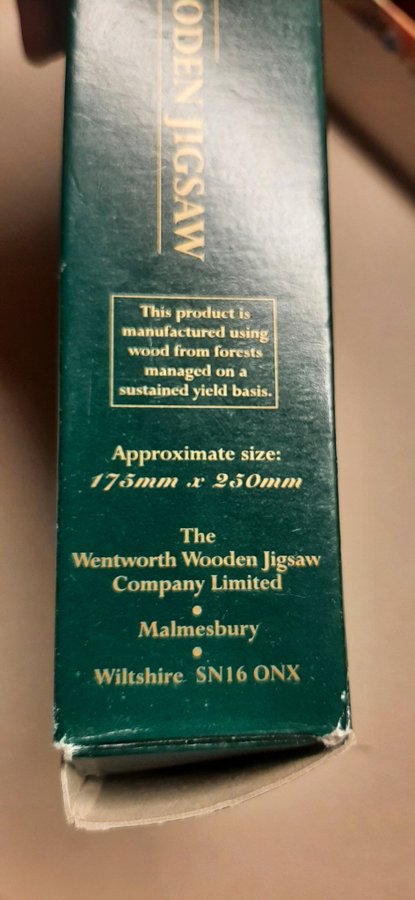 ODEN JIGSAW
This product is
manufactured using
wood from forests
managed on a
sustained yield basis.
Approximate size:
175mm x 250mm
The
Wentworth Wooden Jigsaw
Company Limited
•
Malmesbury
•
Wiltshire SN16 ONX